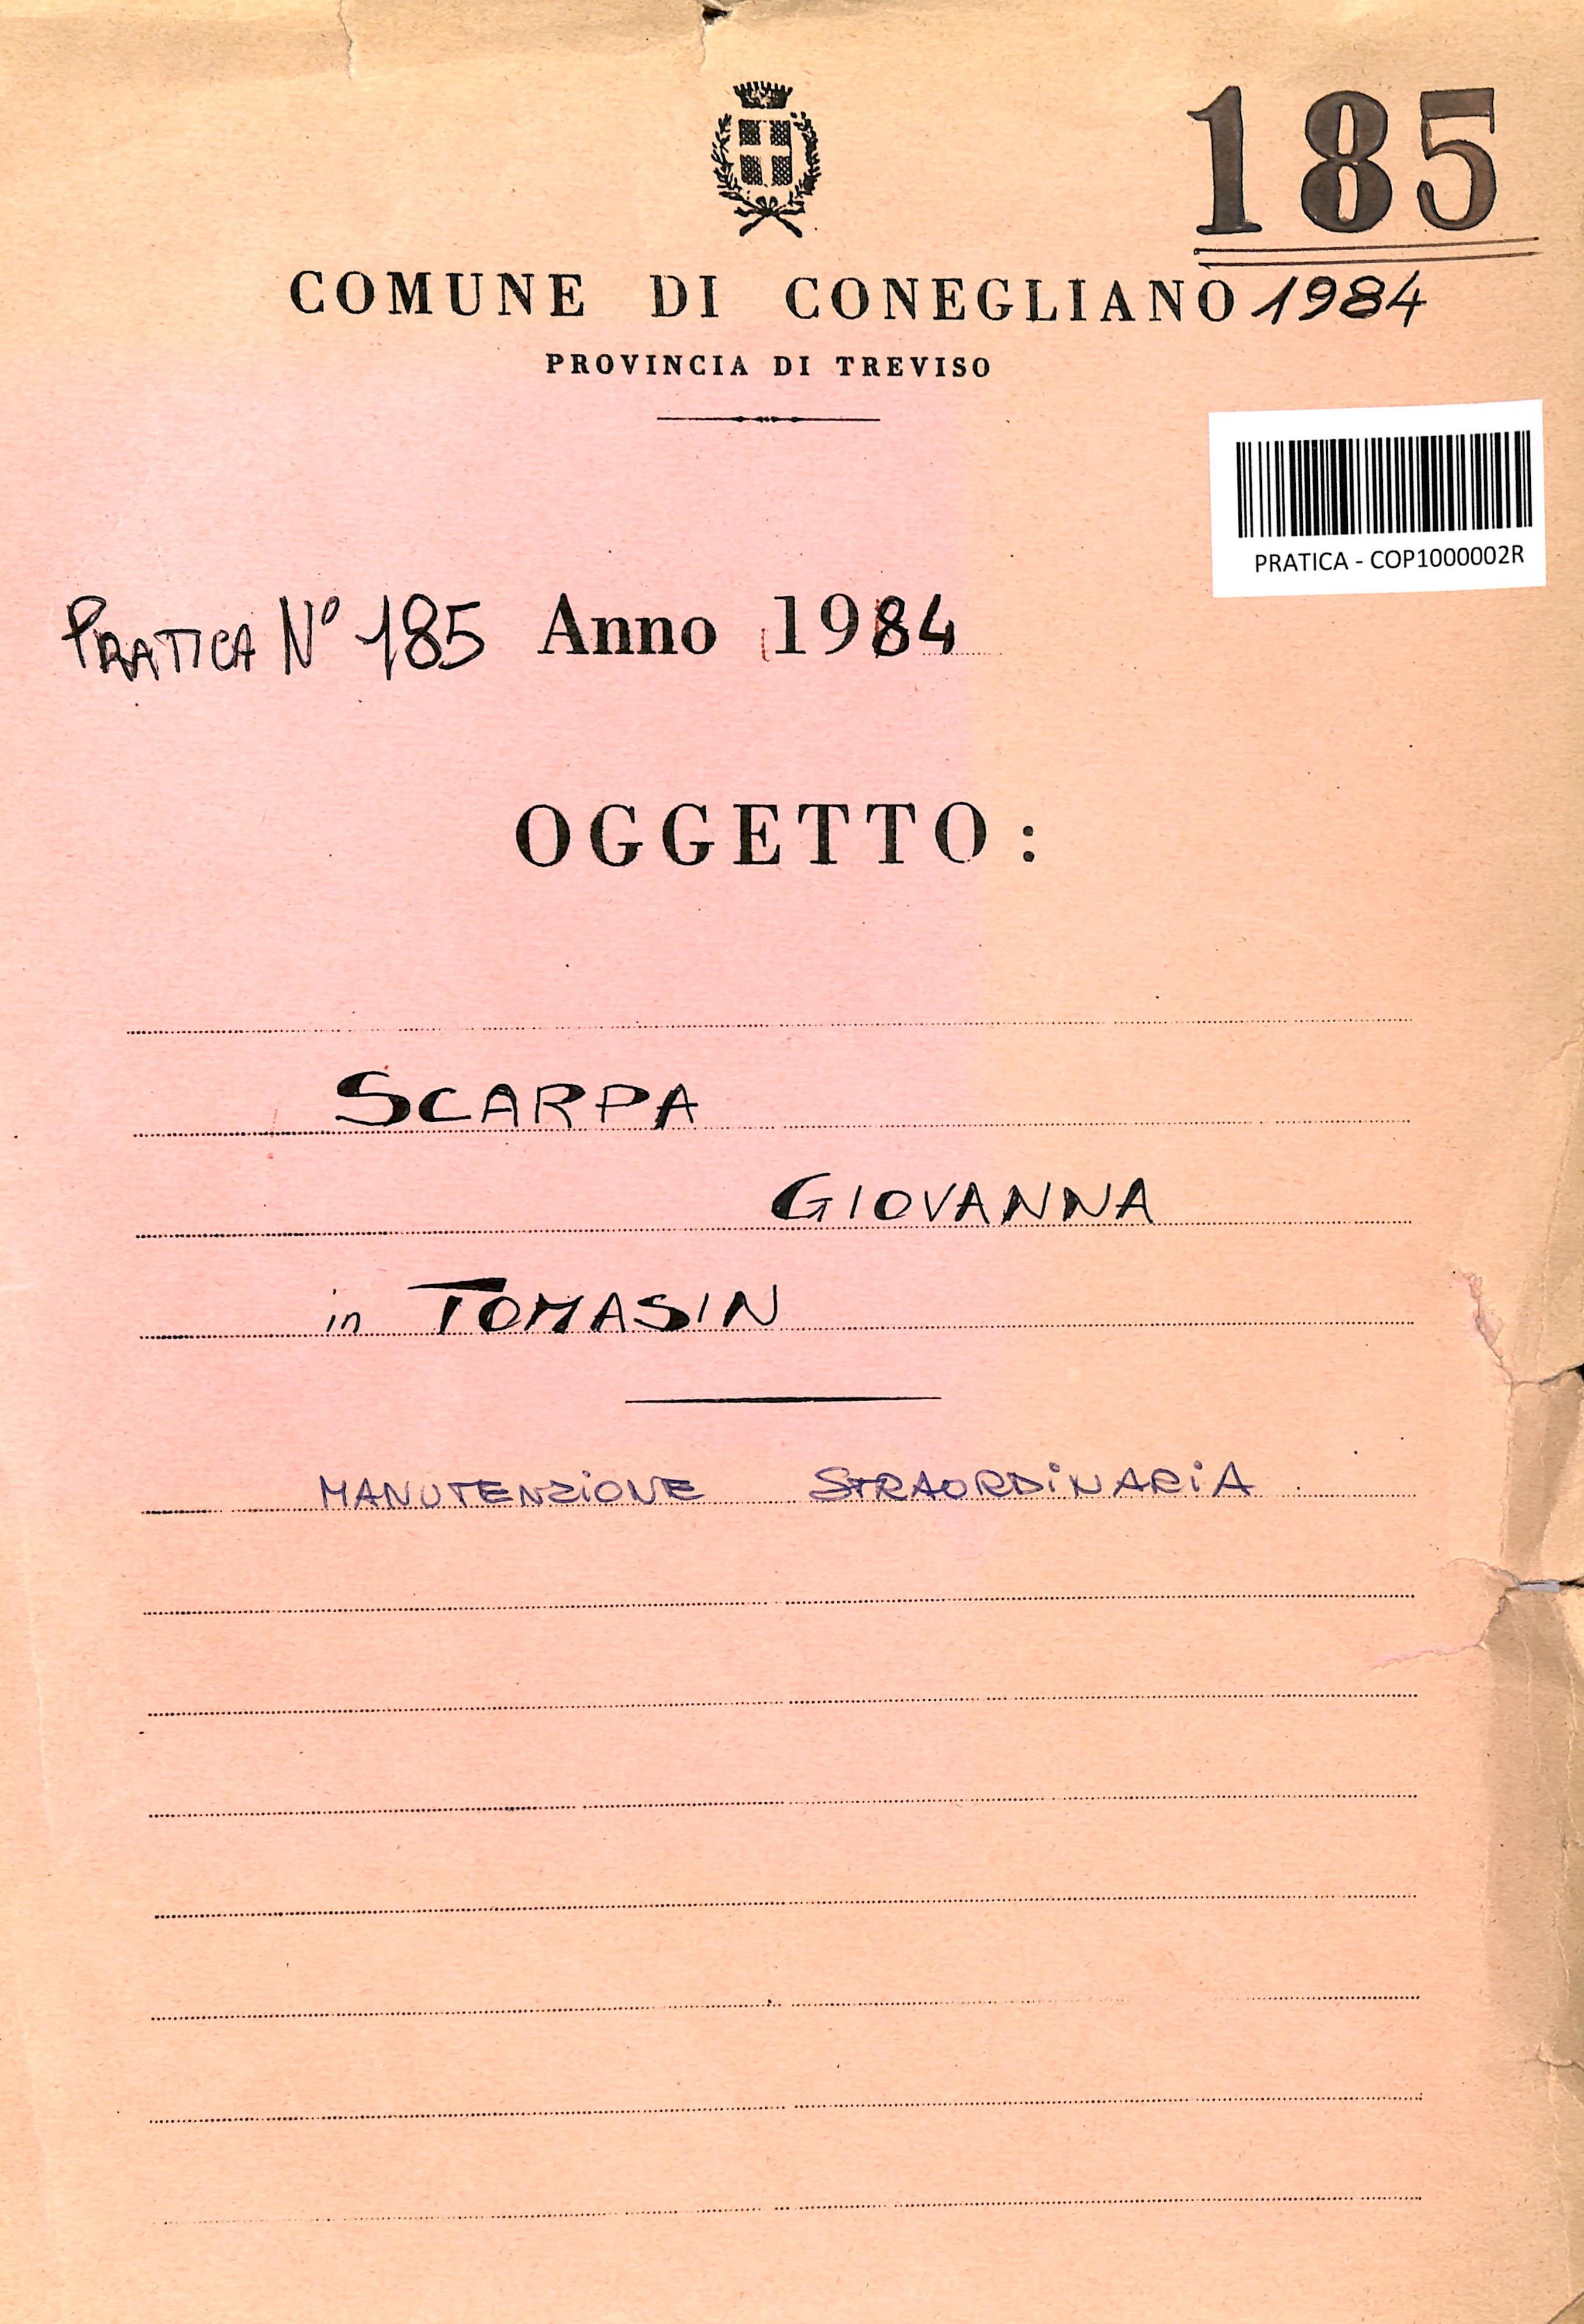 185
COMUNE DI CONEGLIANO 1984
PROVINCIA DI TREVISO
PRATICA - COP1000002R
PRATICA N° 185 Anno 1984
OGGETTO:
SCARPA
GIOVANNA
in TOMASIN
MANUTENZIONE STRAORDINARIA